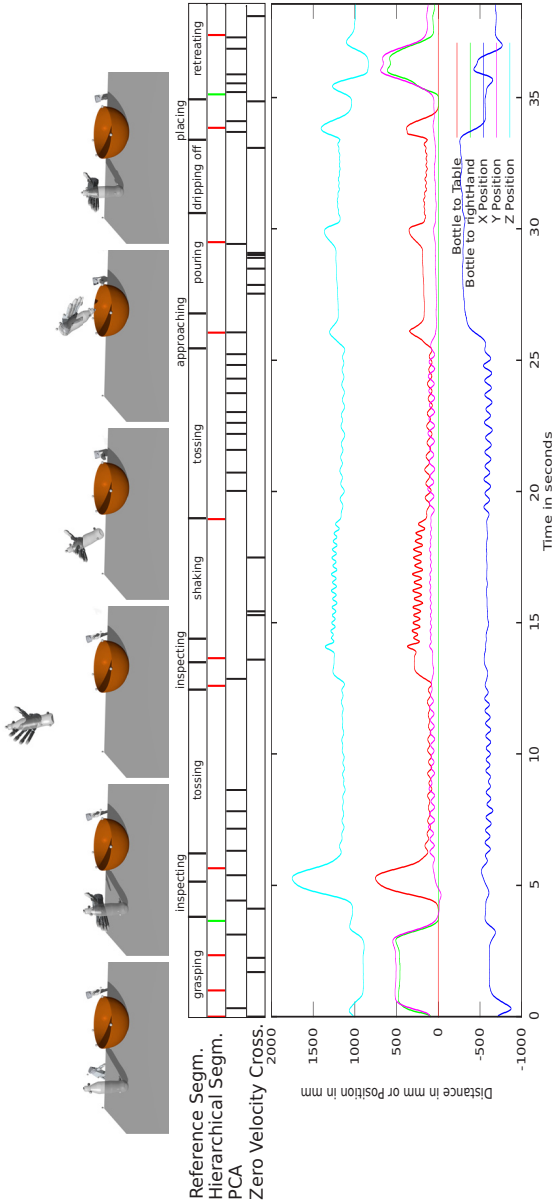 Reference Segm.
grasping
inspecting
tossing
inspecting
shaking
tossing
approaching
pouring
dripping off
placing
retreating
Hierarchical Segm.
PCA
Zero Velocity Cross.
2000
1500
1000
500
0
-500
-1000
Distance in mm or Position in mm
Bottle to Table
Bottle to rightHand
X Position
Y Position
Z Position
0
5
10
15
20
25
30
35
Time in seconds